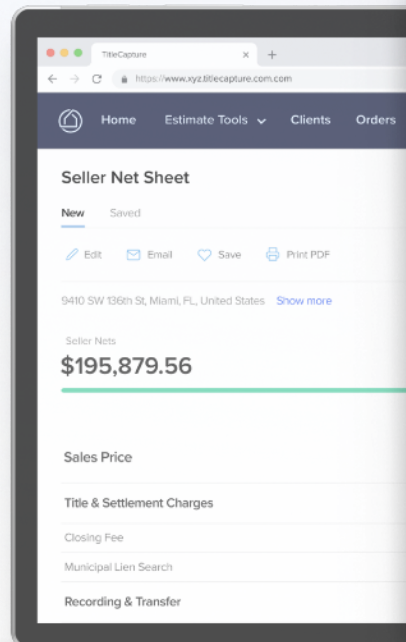 TitleCapture
https://www.xyz.titlecapture.com.com
Home Estimate Tools Clients Orders
Seller Net Sheet
New Saved
Edit Email Save Print PDF
9410 SW 136th St, Miami, FL, United States Show more
Seller Nets
$195,879.56
Sales Price
Title & Settlement Charges
Closing Fee
Municipal Lien Search
Recording & Transfer